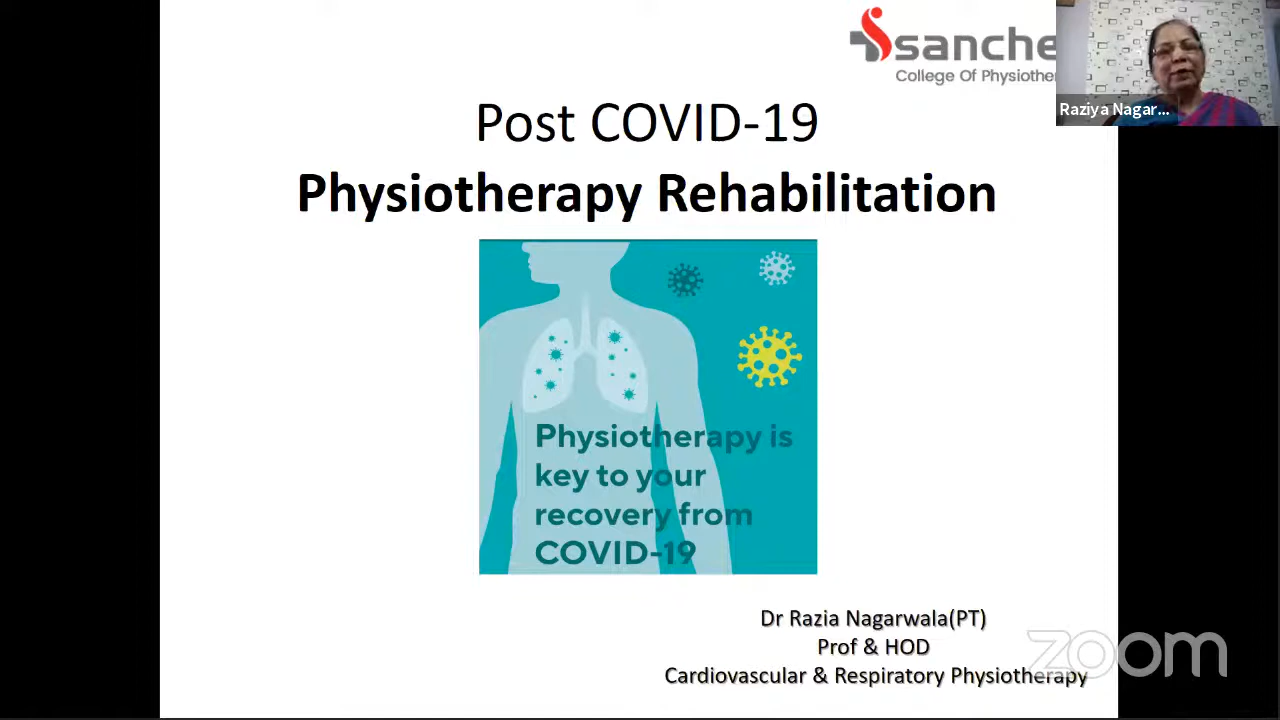 sanche
College Of Physiother
Raziya Nagar...
Post COVID-19
Physiotherapy Rehabilitation
Physiotherapy is
key to your
recovery from
COVID-19
Dr Razia Nagarwala(PT)
Prof & HOD
Cardiovascular & Respiratory Physiotherapy
zoom